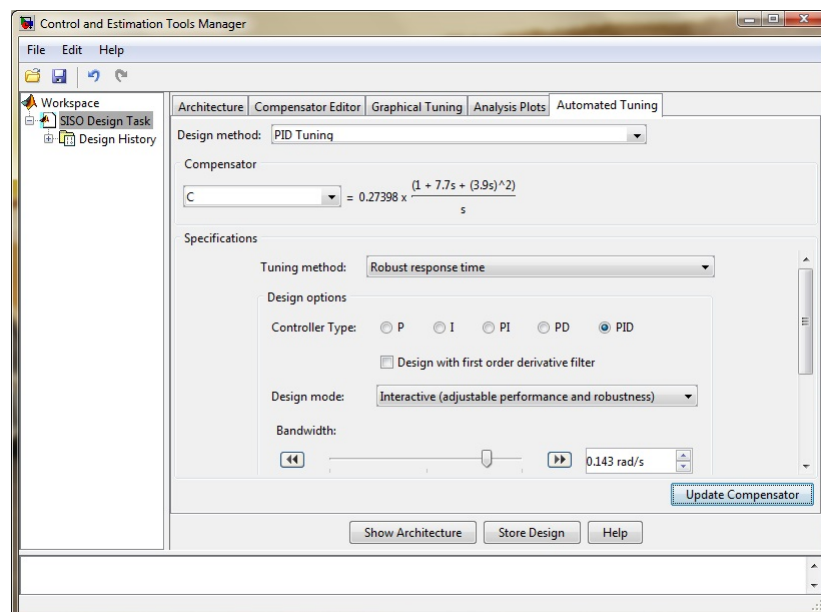 Control and Estimation Tools Manager
File Edit Help
Workspace
SISO Design Task
Design History
Architecture Compensator Editor Graphical Tuning Analysis Plots Automated Tuning
Design method: PID Tuning
Compensator
C = 0.27398 x (1 + 7.7s + (3.9s)^2)
s
Specifications
Tuning method: Robust response time
Design options
Controller Type: P I PI PD PID
Design with first order derivative filter
Design mode: Interactive (adjustable performance and robustness)
Bandwidth:
0.143 rad/s
Update Compensator
Show Architecture Store Design Help